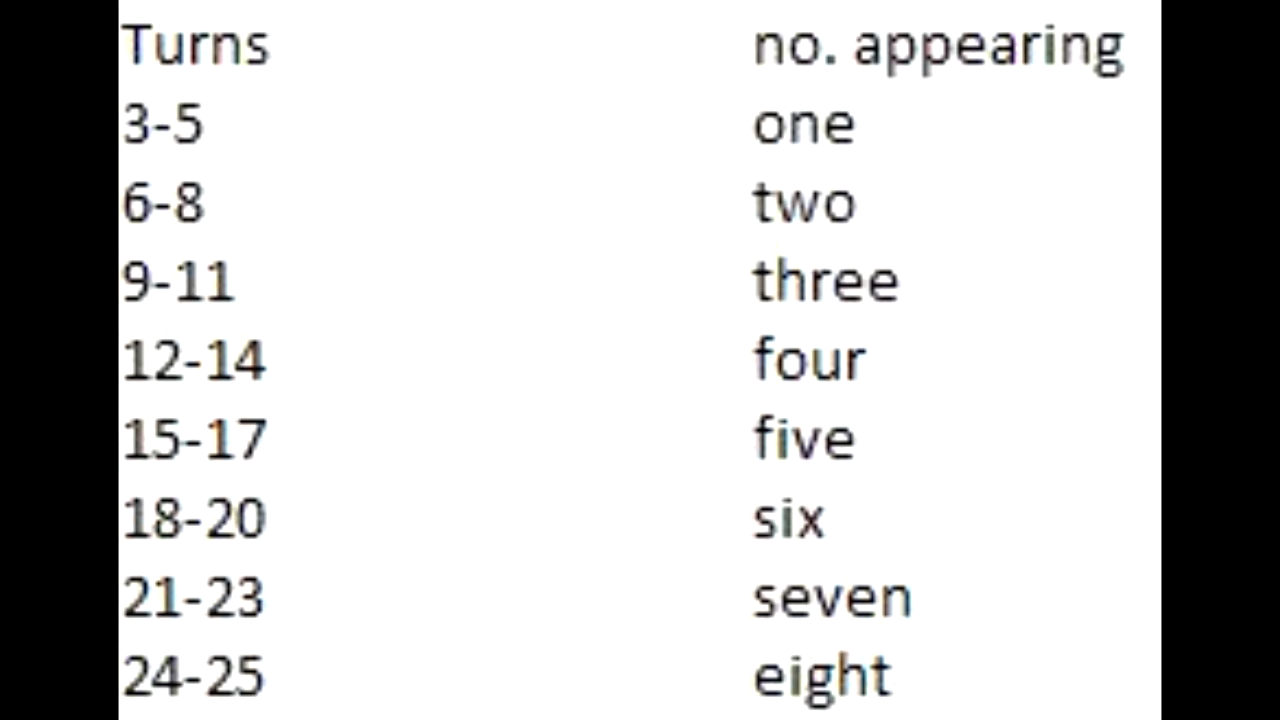 Turns no. appearing
3-5 one
6-8 two
9-11 three
12-14 four
15-17 five
18-20 six
21-23 seven
24-25 eight